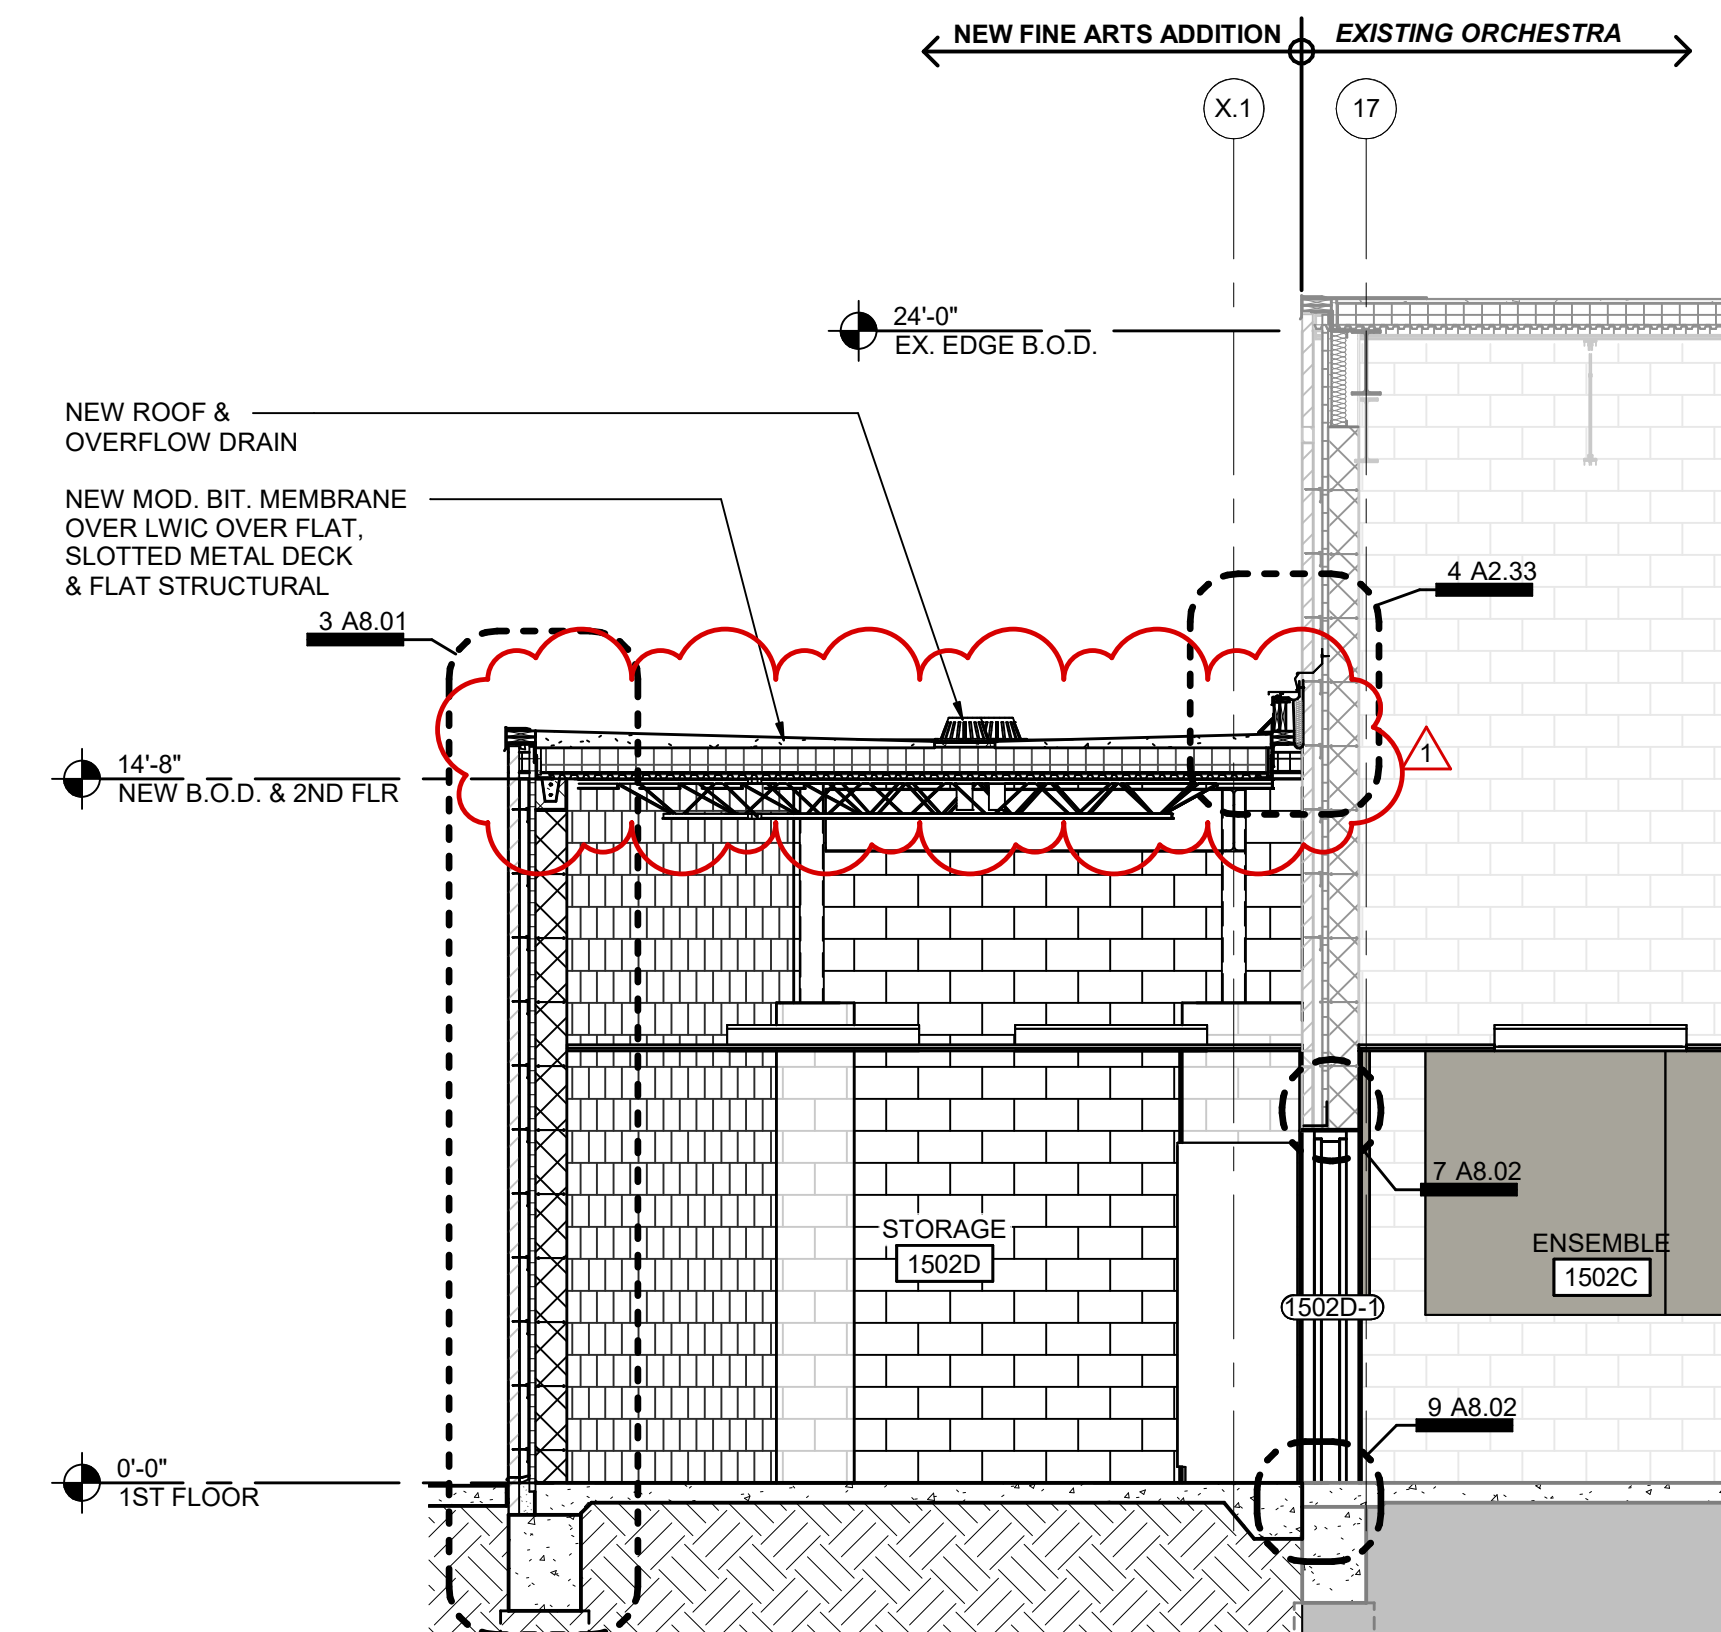 NEW FINE ARTS ADDITION
EXISTING ORCHESTRA
X.1
17
24'-0"
EX. EDGE B.O.D.
NEW ROOF &
OVERFLOW DRAIN
NEW MOD. BIT. MEMBRANE
OVER LWIC OVER FLAT,
SLOTTED METAL DECK
& FLAT STRUCTURAL
4 A2.33
3 A8.01
1
14'-8"
NEW B.O.D. & 2ND FLR
7 A8.02
STORAGE
1502D
ENSEMBLE
1502C
1502D-1
9 A8.02
0'-0"
1ST FLOOR